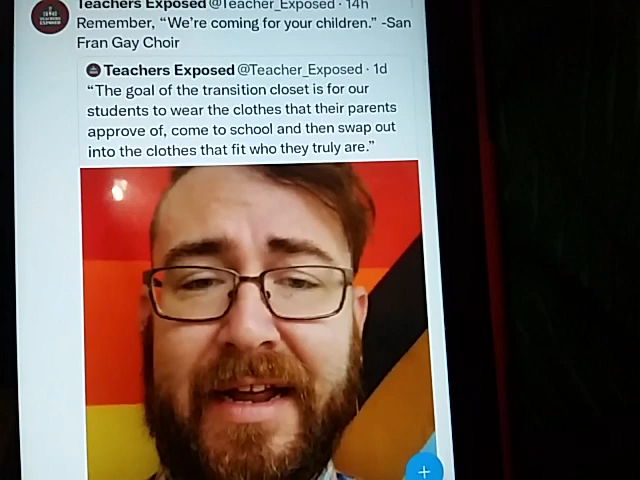 Teachers Exposed @Teacher_Exposed · 14h
Remember, “We're coming for your children.” -San
Fran Gay Choir
Teachers Exposed @Teacher_Exposed · 1d
“The goal of the transition closet is for our
students to wear the clothes that their parents
approve of, come to school and then swap out
into the clothes that fit who they truly are.”